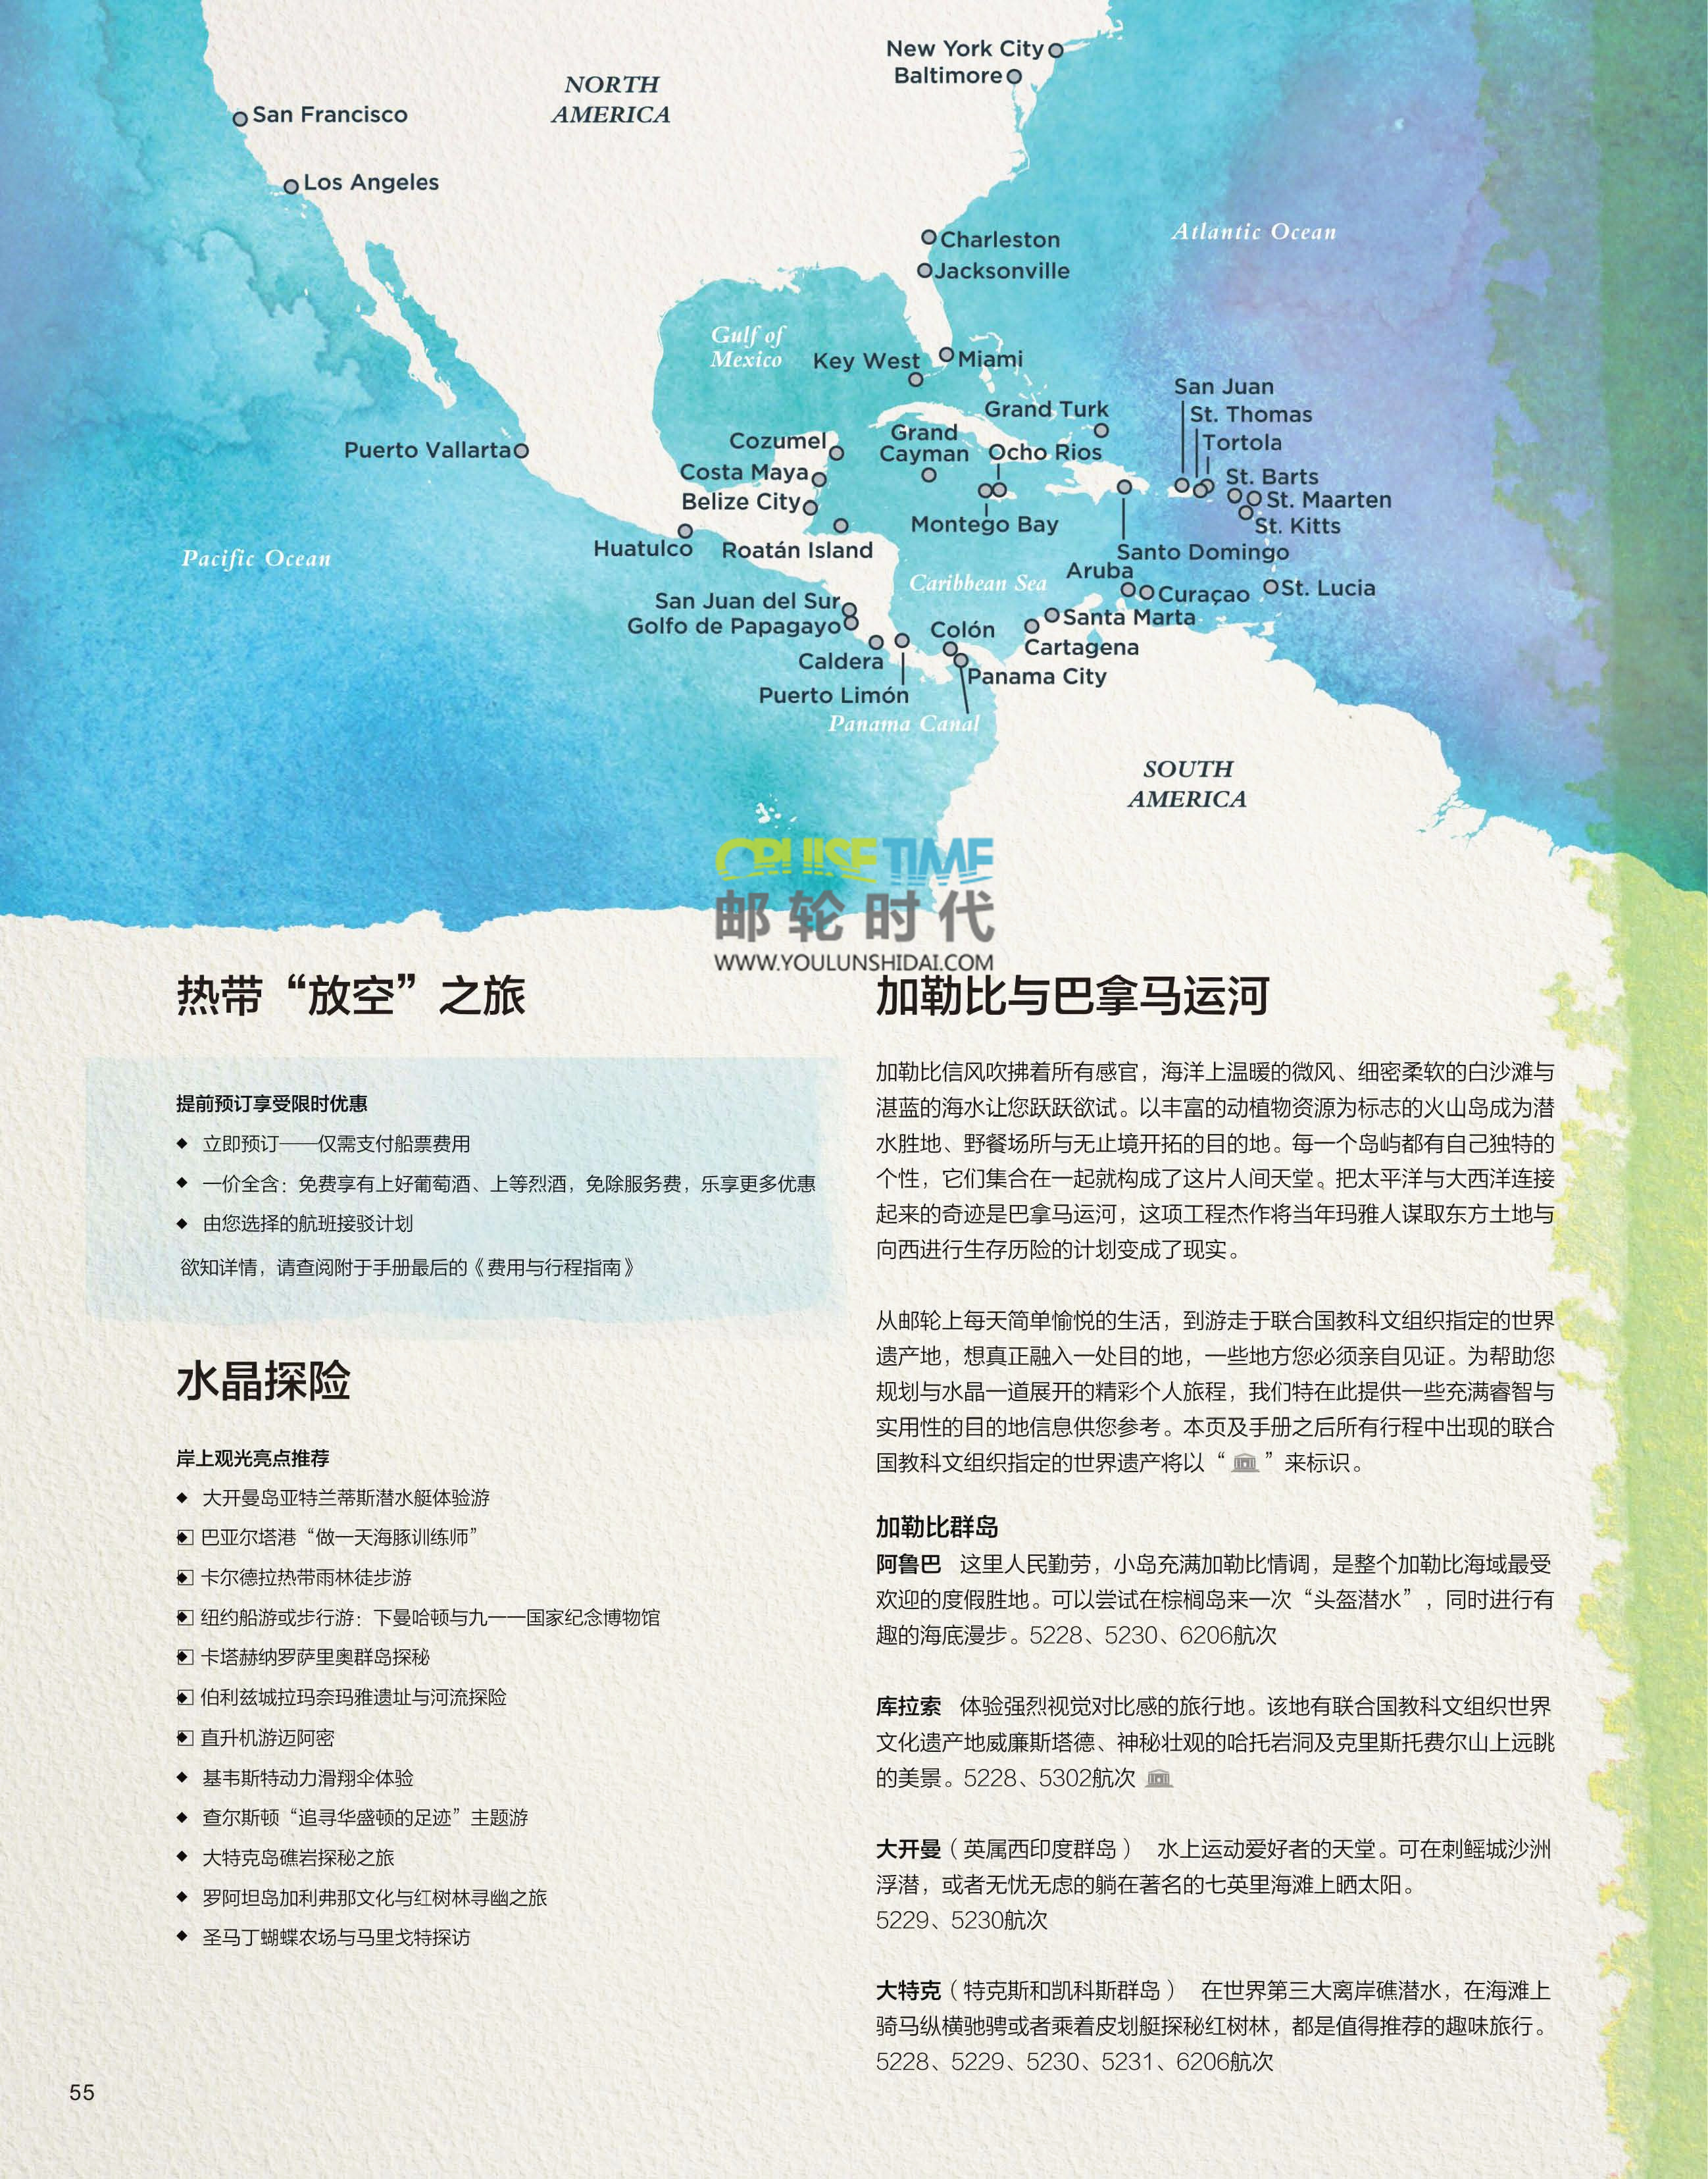 New York City
Baltimore
NORTH
AMERICA
San Francisco
Los Angeles
Atlantic Ocean
Charleston
Jacksonville
Gulf of
Mexico
Key West
Miami
San Juan
St. Thomas
Tortola
Grand Turk
Grand
Cayman
Ocho Rios
Cozumel
Puerto Vallarta
Costa Maya
Belize City
St. Barts
St. Maarten
St. Kitts
Montego Bay
Huatulco
Roatán Island
Santo Domingo
Pacific Ocean
Caribbean Sea
Aruba
Curaçao
St. Lucia
San Juan del Sur
Golfo de Papagayo
Santa Marta
Colón
Cartagena
Caldera
Panama City
Puerto Limón
Panama Canal
SOUTH
AMERICA
CRUISE TIME
邮轮时代
WWW.YOULUNSHIDAI.COM
热带“放空”之旅
提前预订享受限时优惠
◆ 立即预订——仅需支付船票费用
◆ 一价全含：免费享有上好葡萄酒、上等烈酒，免除服务费，乐享更多优惠
◆ 由您选择的航班接驳计划
欲知详情，请查阅附于手册最后的《费用与行程指南》
水晶探险
岸上观光亮点推荐
◆ 大开曼岛亚特兰蒂斯潜水艇体验游
◆ 巴亚尔塔港“做一天海豚训练师”
◆ 卡尔德拉热带雨林徒步游
◆ 纽约船游或步行游：下曼哈顿与九一一国家纪念博物馆
◆ 卡塔赫纳罗萨里奥群岛探秘
◆ 伯利兹城拉玛奈玛雅遗址与河流探险
◆ 直升机游迈阿密
◆ 基韦斯特动力滑翔伞体验
◆ 查尔斯顿“追寻华盛顿的足迹”主题游
◆ 大特克岛礁岩探秘之旅
◆ 罗阿坦岛加利弗那文化与红树林寻幽之旅
◆ 圣马丁蝴蝶农场与马里戈特探访
加勒比与巴拿马运河
加勒比信风吹拂着所有感官，海洋上温暖的微风、细密柔软的白沙滩与
湛蓝的海水让您跃跃欲试。以丰富的动植物资源为标志的火山岛成为潜
水胜地、野餐场所与无止境开拓的目的地。每一个岛屿都有自己独特的
个性，它们集合在一起就构成了这片人间天堂。把太平洋与大西洋连接
起来的奇迹是巴拿马运河，这项工程杰作将当年玛雅人谋取东方土地与
向西进行生存历险的计划变成了现实。
从邮轮上每天简单愉悦的生活，到游走于联合国教科文组织指定的世界
遗产地，想真正融入一处目的地，一些地方您必须亲自见证。为帮助您
规划与水晶一道展开的精彩个人旅程，我们特在此提供一些充满睿智与
实用性的目的地信息供您参考。本页及手册之后所有行程中出现的联合
国教科文组织指定的世界遗产将以“ ”来标识。
加勒比群岛
阿鲁巴 这里人民勤劳，小岛充满加勒比情调，是整个加勒比海域最受
欢迎的度假胜地。可以尝试在棕榈岛来一次“头盔潜水”，同时进行有
趣的海底漫步。5228、5230、6206航次
库拉索 体验强烈视觉对比感的旅行地。该地有联合国教科文组织世界
文化遗产地威廉斯塔德、神秘壮观的哈托岩洞及克里斯托费尔山上远眺
的美景。5228、5302航次
大开曼（英属西印度群岛） 水上运动爱好者的天堂。可在刺鳐城沙洲
浮潜，或者无忧无虑的躺在著名的七英里海滩上晒太阳。
5229、5230航次
大特克（特克斯和凯科斯群岛） 在世界第三大离岸礁潜水，在海滩上
骑马纵横驰骋或者乘着皮划艇探秘红树林，都是值得推荐的趣味旅行。
5228、5229、5230、5231、6206航次
55